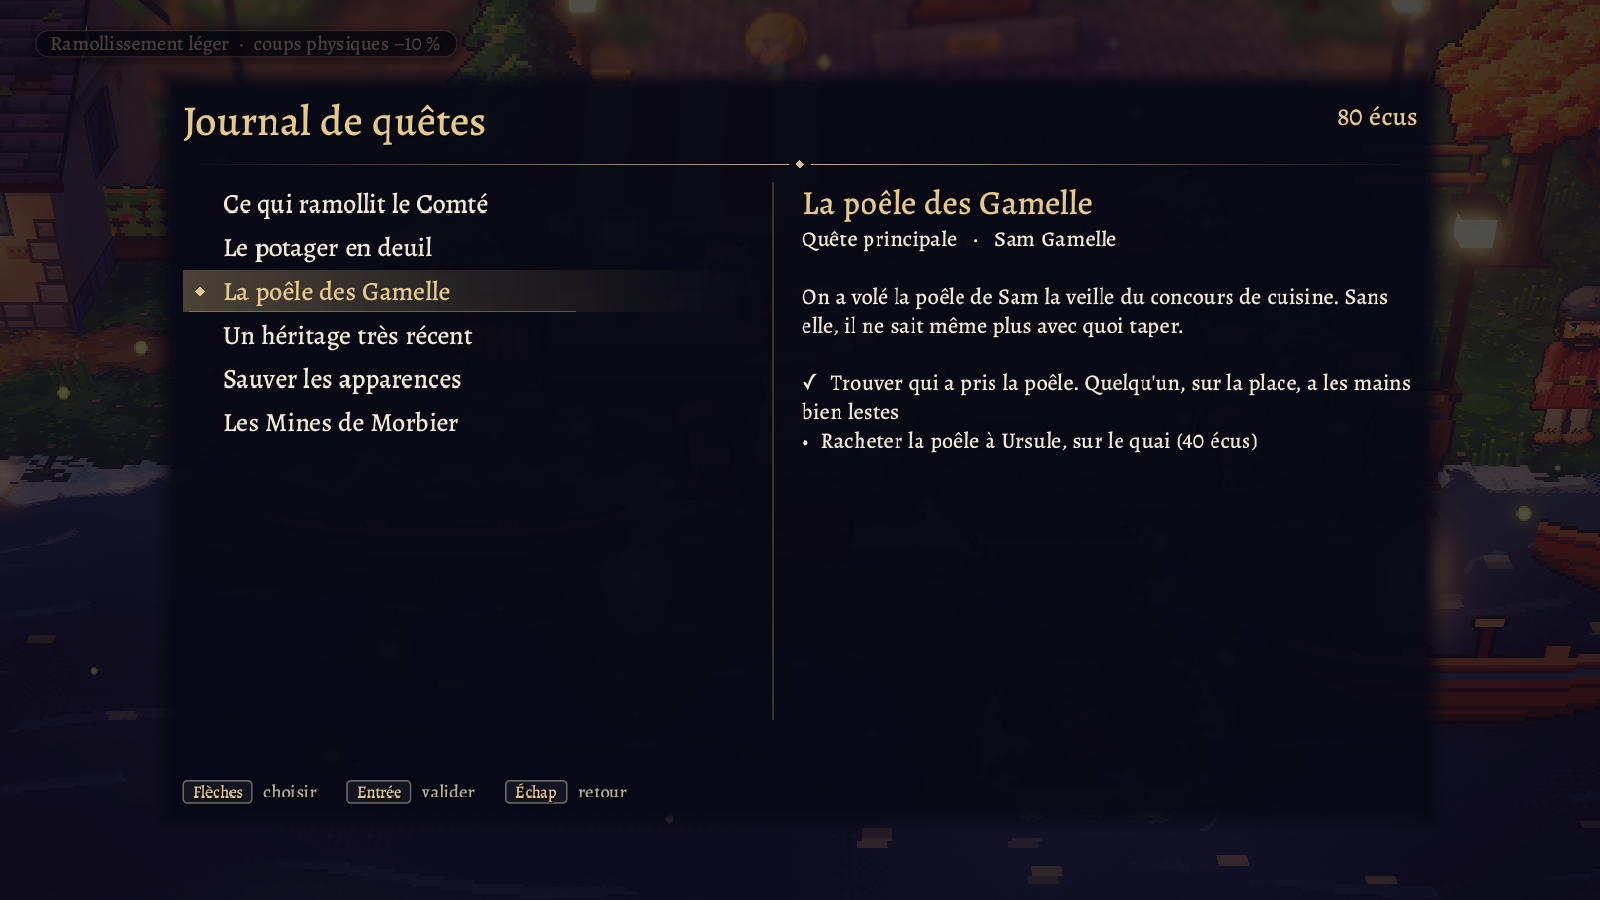 Ramollissement léger · coups physiques –10 %
Journal de quêtes
80 écus
Ce qui ramollit le Comté
Le potager en deuil
La poêle des Gamelle
Un héritage très récent
Sauver les apparences
Les Mines de Morbier
La poêle des Gamelle
Quête principale · Sam Gamelle
On a volé la poêle de Sam la veille du concours de cuisine. Sans
elle, il ne sait même plus avec quoi taper.
✓ Trouver qui a pris la poêle. Quelqu'un, sur la place, a les mains
bien lestes
• Racheter la poêle à Ursule, sur le quai (40 écus)
Flèches choisir Entrée valider Échap retour